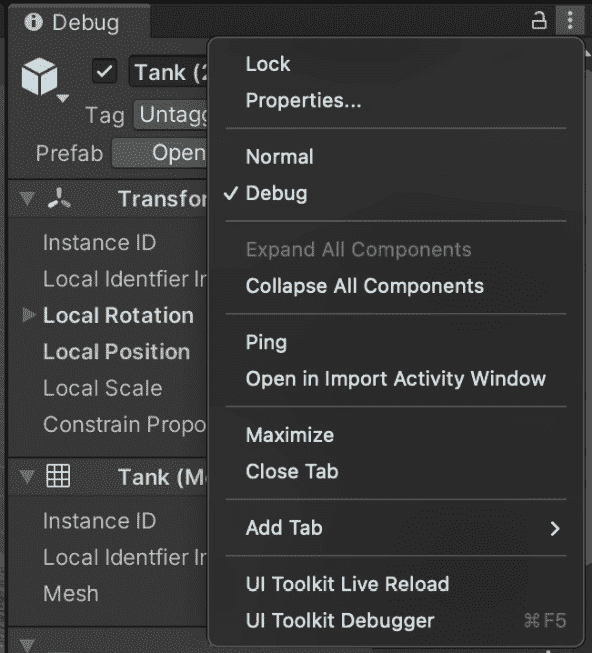 Debug
Lock
Properties...
Normal
Debug
Expand All Components
Collapse All Components
Ping
Open in Import Activity Window
Maximize
Close Tab
Add Tab
UI Toolkit Live Reload
UI Toolkit Debugger ⌘F5
Tank (2
Tag Untagg
Prefab Open
Transfor
Instance ID
Local Identfier In
Local Rotation
Local Position
Local Scale
Constrain Propo
Tank (M
Instance ID
Local Identfier In
Mesh